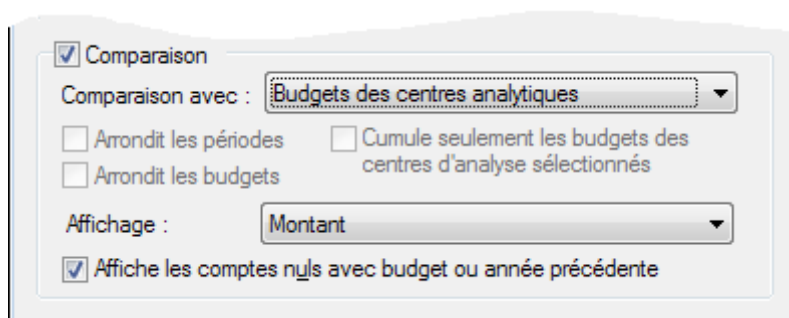 Comparaison
Comparaison avec : Budgets des centres analytiques
Arrondit les périodes Cumule seulement les budgets des
centres d'analyse sélectionnés
Arrondit les budgets
Affichage : Montant
Affiche les comptes nuls avec budget ou année précédente